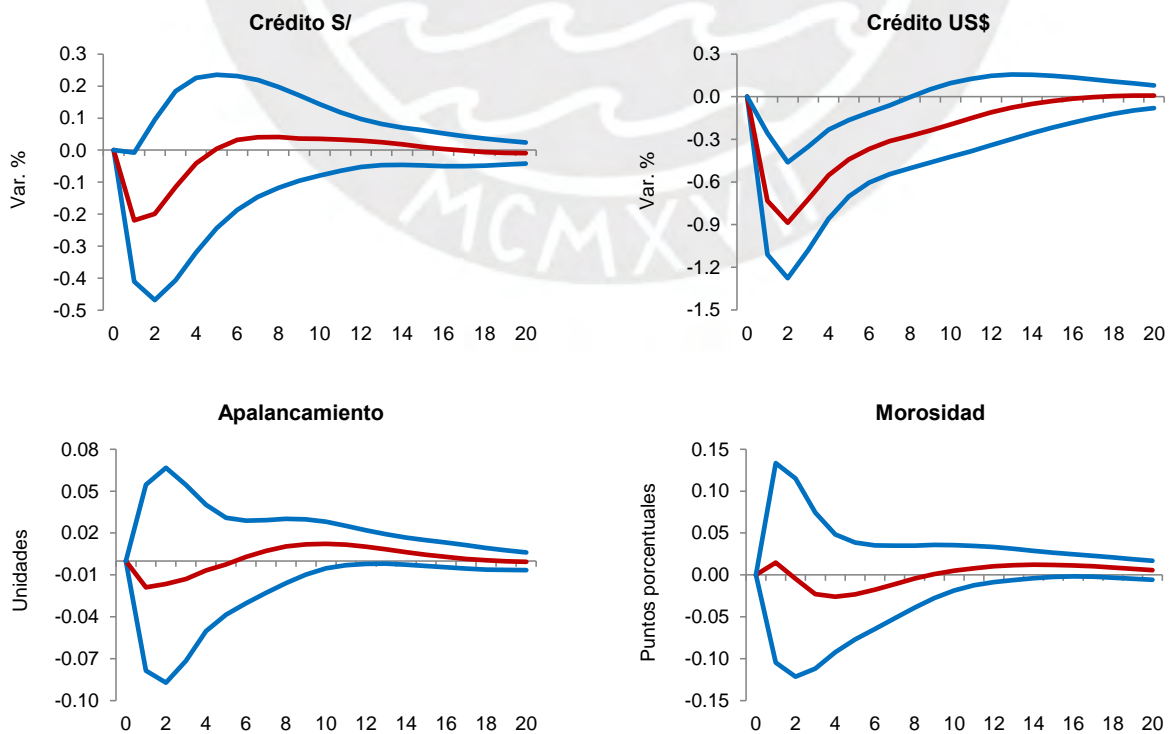 Crédito S/
0.3
0.2
0.1
0.0
-0.1
-0.2
-0.3
-0.4
-0.5
Var. %
0 2 4 6 8 10 12 14 16 18 20
Crédito US$
0.3
0.0
-0.3
-0.6
-0.9
-1.2
-1.5
Var. %
0 2 4 6 8 10 12 14 16 18 20
Apalancamiento
0.08
0.05
0.02
-0.01
-0.04
-0.07
-0.10
Unidades
0 2 4 6 8 10 12 14 16 18 20
Morosidad
0.15
0.10
0.05
0.00
-0.05
-0.10
-0.15
Puntos porcentuales
0 2 4 6 8 10 12 14 16 18 20